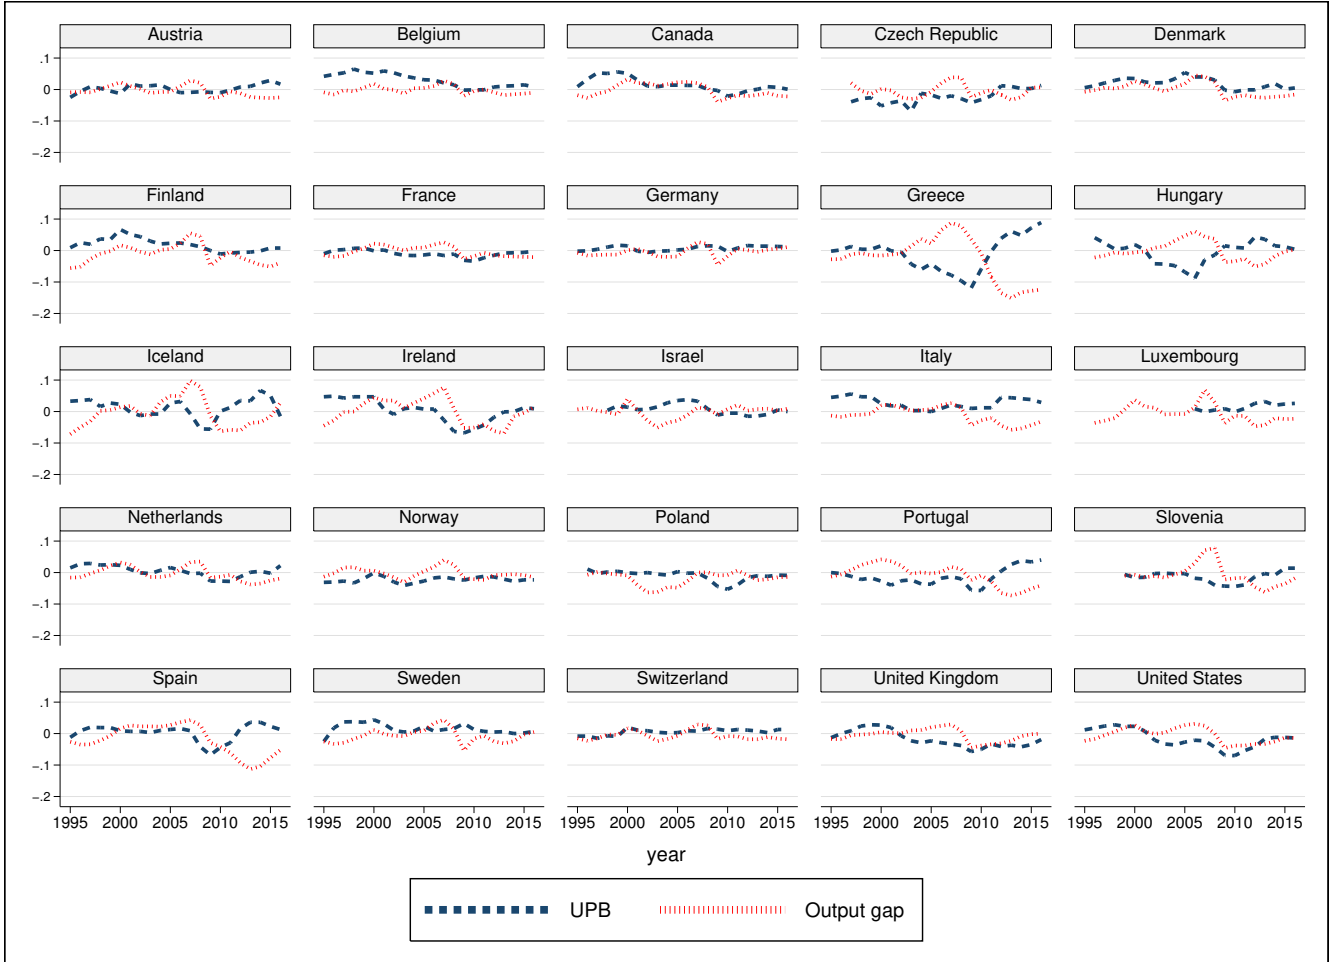 Austria Belgium Canada Czech Republic Denmark
.1
0
-.1
-.2
Finland France Germany Greece Hungary
.1
0
-.1
-.2
Iceland Ireland Israel Italy Luxembourg
.1
0
-.1
-.2
Netherlands Norway Poland Portugal Slovenia
.1
0
-.1
-.2
Spain Sweden Switzerland United Kingdom United States
.1
0
-.1
-.2
1995 2000 2005 2010 2015 1995 2000 2005 2010 2015 1995 2000 2005 2010 2015 1995 2000 2005 2010 2015 1995 2000 2005 2010 2015
year
UPB Output gap